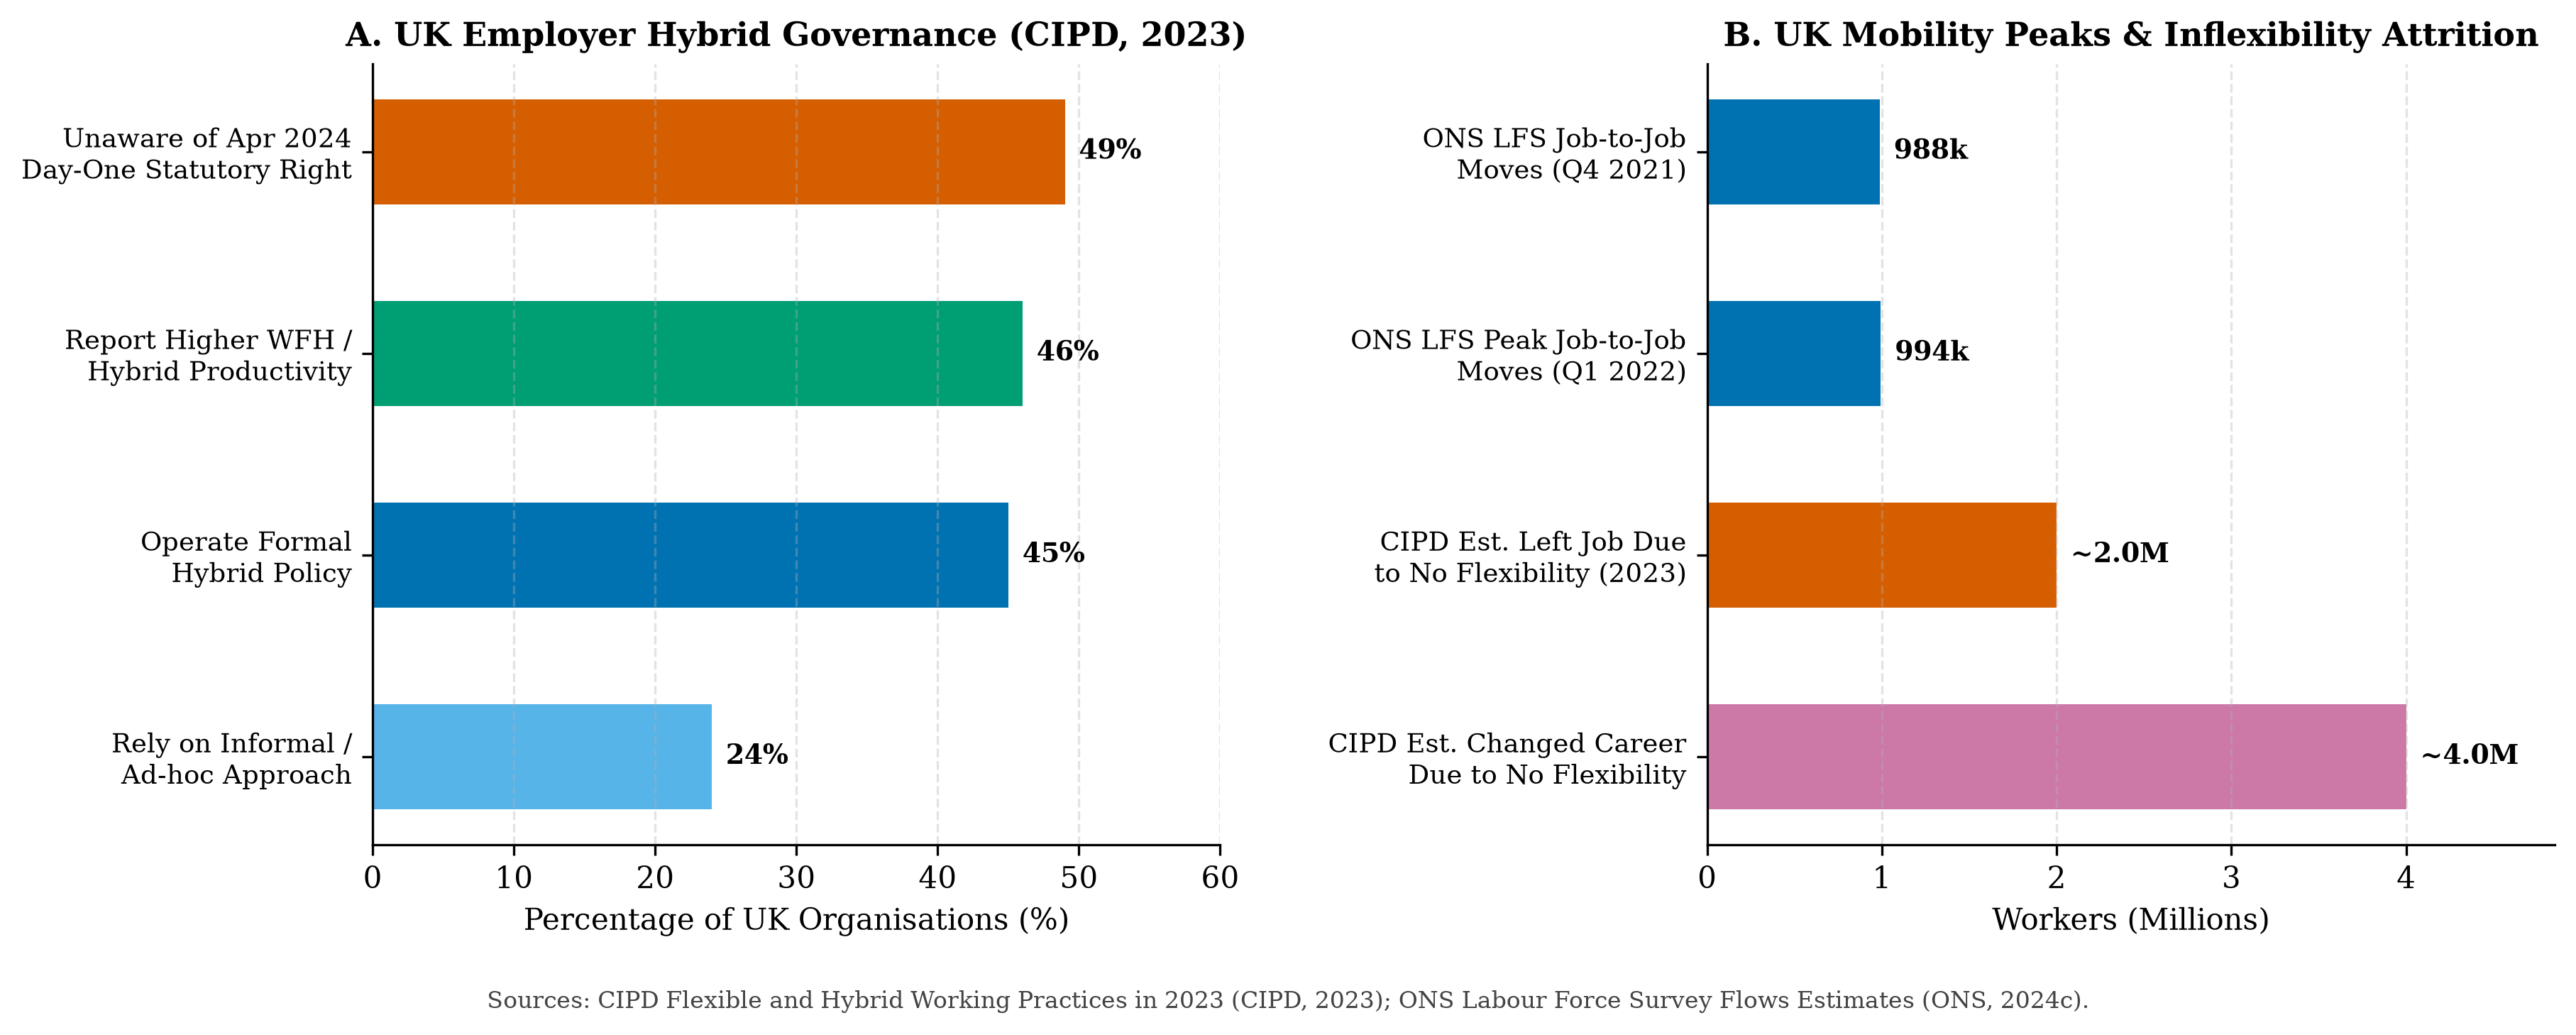 A. UK Employer Hybrid Governance (CIPD, 2023)
Unaware of Apr 2024
Day-One Statutory Right
49%
Report Higher WFH /
Hybrid Productivity
46%
Operate Formal
Hybrid Policy
45%
Rely on Informal /
Ad-hoc Approach
24%
0 10 20 30 40 50 60
Percentage of UK Organisations (%)
B. UK Mobility Peaks & Inflexibility Attrition
ONS LFS Job-to-Job
Moves (Q4 2021)
988k
ONS LFS Peak Job-to-Job
Moves (Q1 2022)
994k
CIPD Est. Left Job Due
to No Flexibility (2023)
~2.0M
CIPD Est. Changed Career
Due to No Flexibility
~4.0M
0 1 2 3 4
Workers (Millions)
Sources: CIPD Flexible and Hybrid Working Practices in 2023 (CIPD, 2023); ONS Labour Force Survey Flows Estimates (ONS, 2024c).